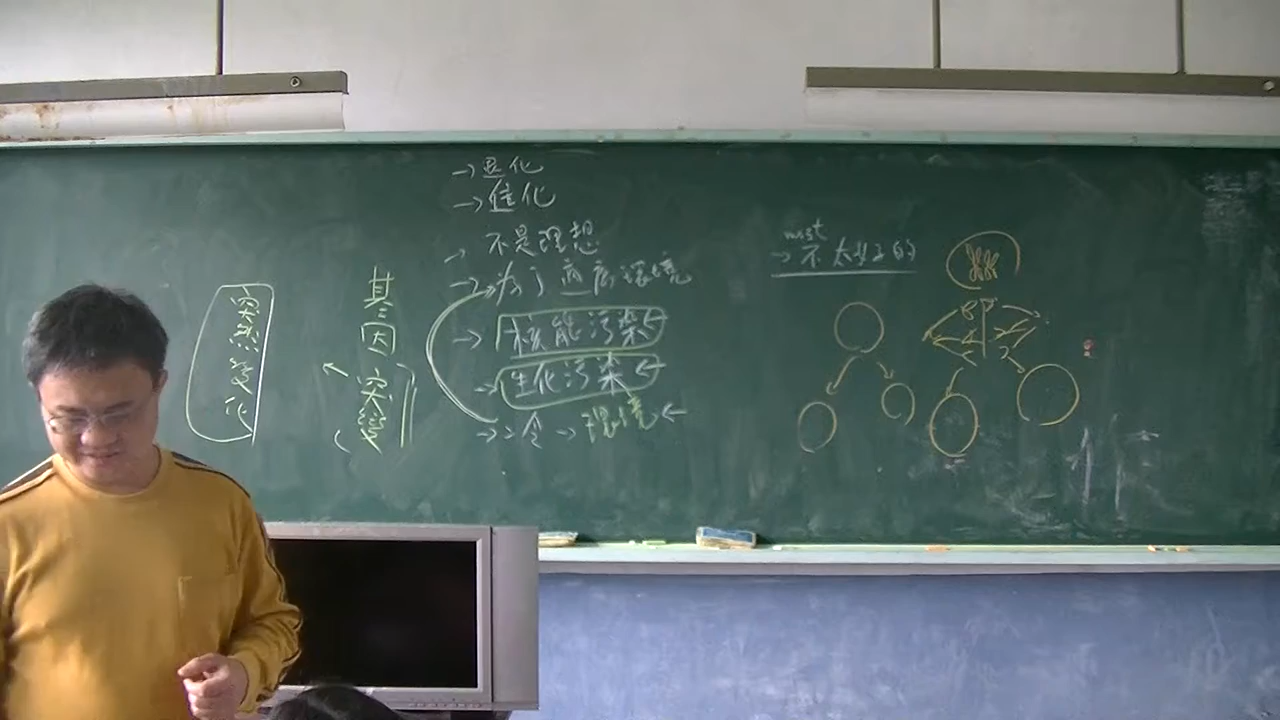 突然變化
基因突變
→退化
→進化
→不是理想
→為了適應環境
→核能污染←
→生化污染←
→冷→環境←
most
→不太好的